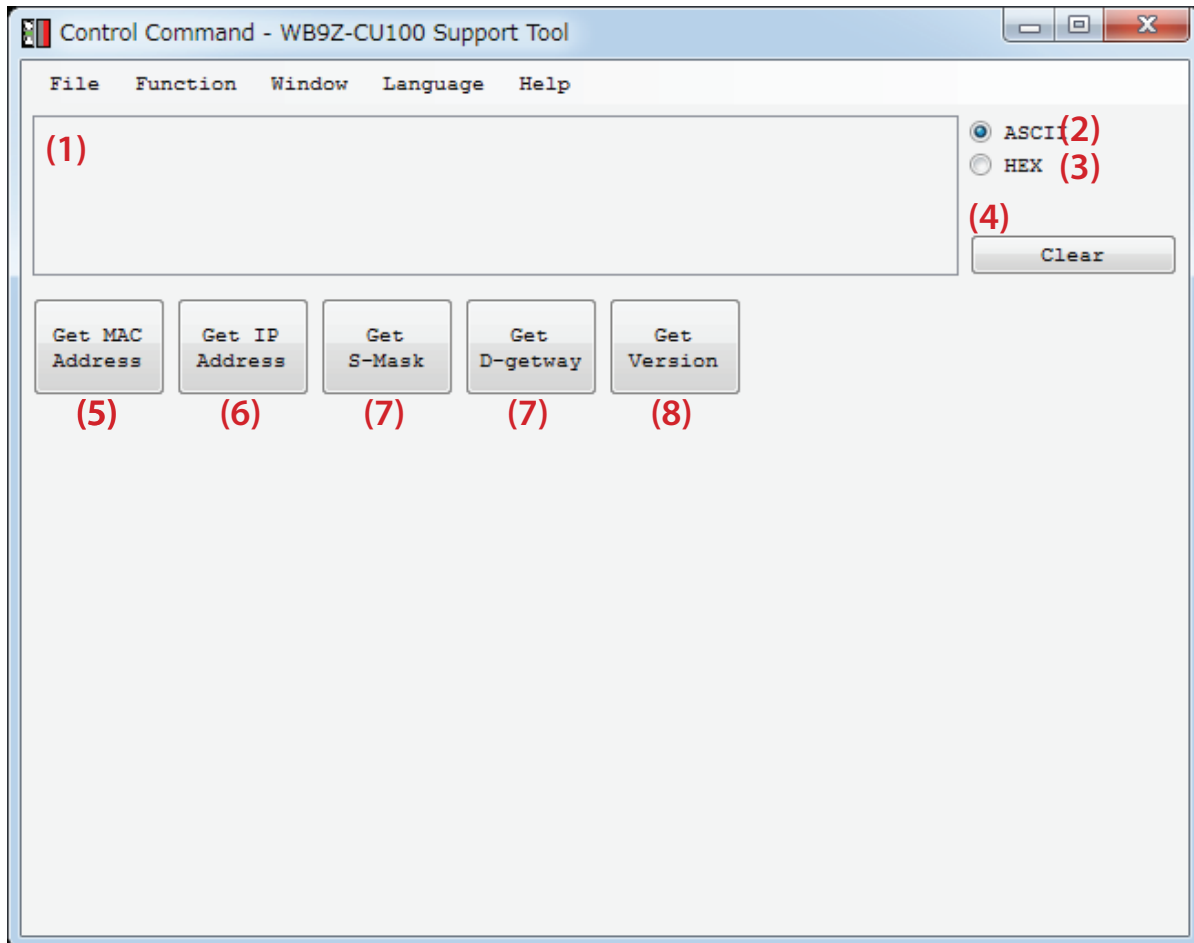 Control Command - WB9Z-CU100 Support Tool
File Function Window Language Help
(1)
ASCII(2)
HEX (3)
(4)
Clear
Get MAC Address
Get IP Address
Get S-Mask
Get D-getway
Get Version
(5) (6) (7) (7) (8)